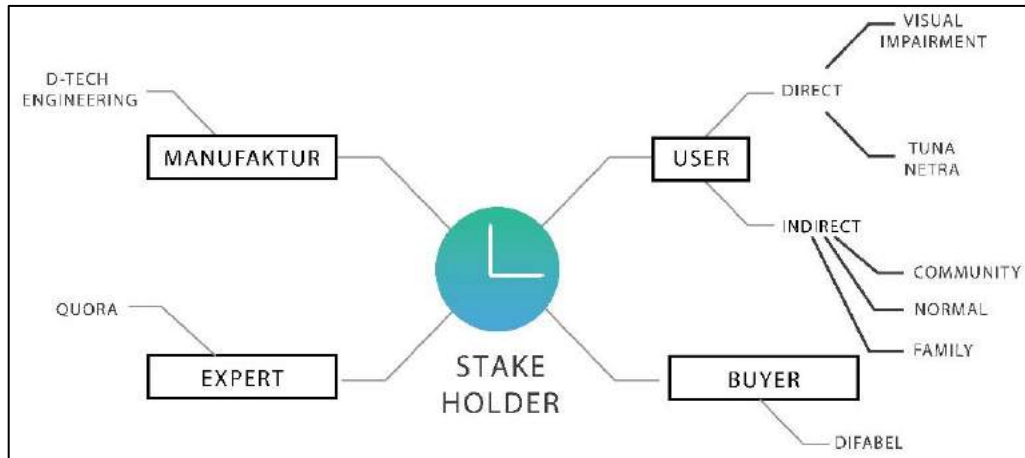 D-TECH
ENGINEERING
MANUFAKTUR
QUORA
EXPERT
STAKE
HOLDER
USER
DIRECT
VISUAL
IMPAIRMENT
TUNA
NETRA
INDIRECT
COMMUNITY
NORMAL
FAMILY
BUYER
DIFABEL